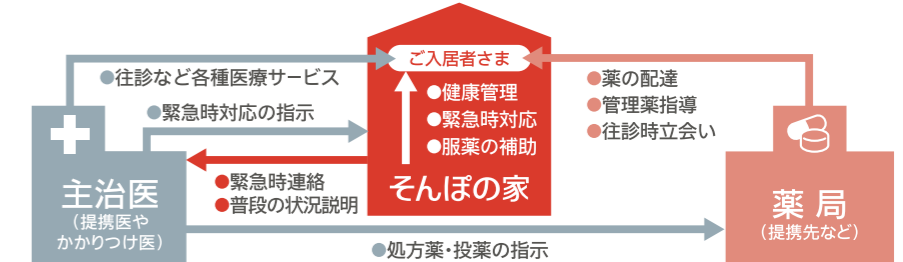 ご入居者さま
●往診など各種医療サービス
●緊急時対応の指示
●健康管理
●緊急時対応
●服薬の補助
そんぽの家
●薬の配達
●管理薬指導
●往診時立会い
主治医
(提携医や
かかりつけ医)
●緊急時連絡
●普段の状況説明
薬局
(提携先など)
●処方薬・投薬の指示